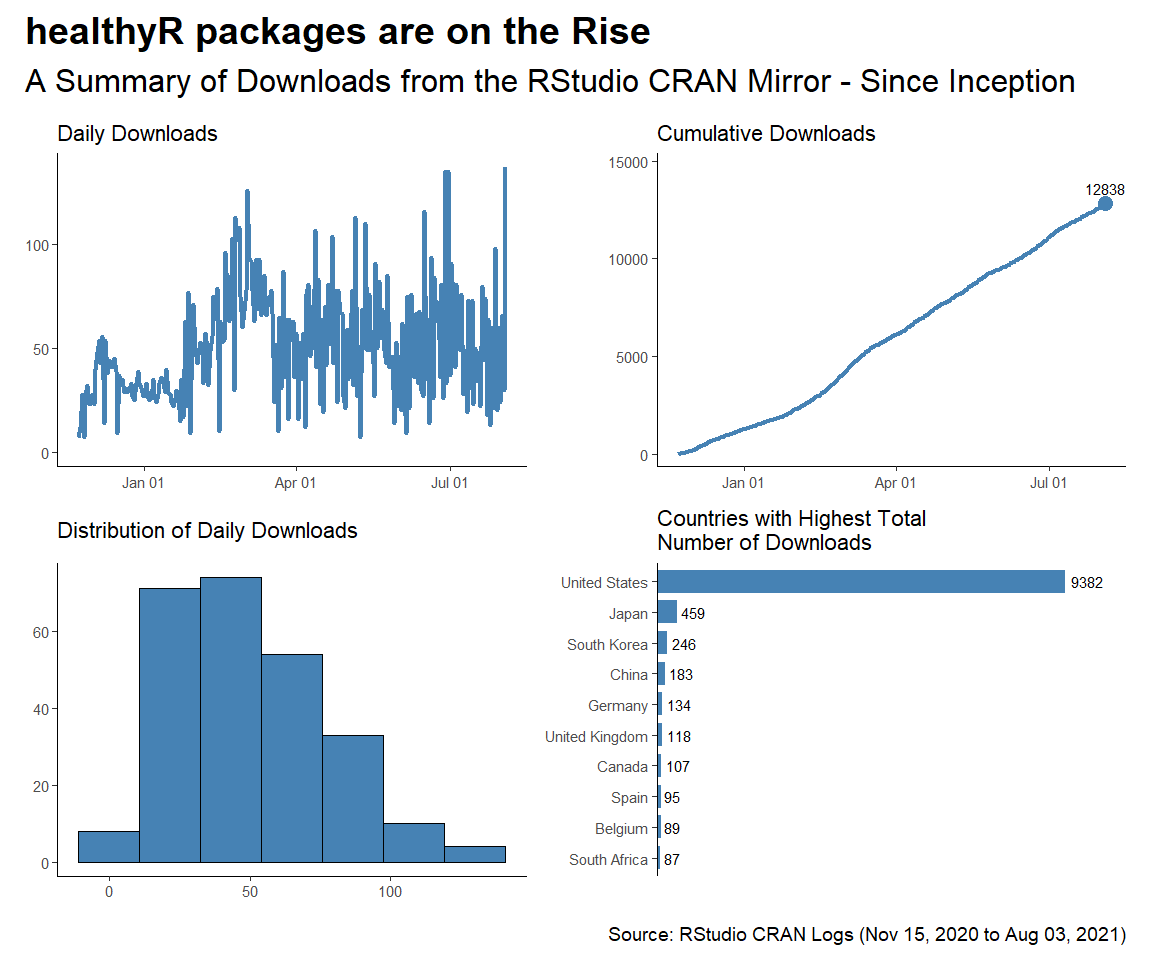 healthyR packages are on the Rise
A Summary of Downloads from the RStudio CRAN Mirror - Since Inception
Daily Downloads
100
50
0
Jan 01
Apr 01
Jul 01
Cumulative Downloads
15000
10000
5000
0
12838
Jan 01
Apr 01
Jul 01
Distribution of Daily Downloads
60
40
20
0
0
50
100
Countries with Highest Total
Number of Downloads
United States 9382
Japan 459
South Korea 246
China 183
Germany 134
United Kingdom 118
Canada 107
Spain 95
Belgium 89
South Africa 87
Source: RStudio CRAN Logs (Nov 15, 2020 to Aug 03, 2021)